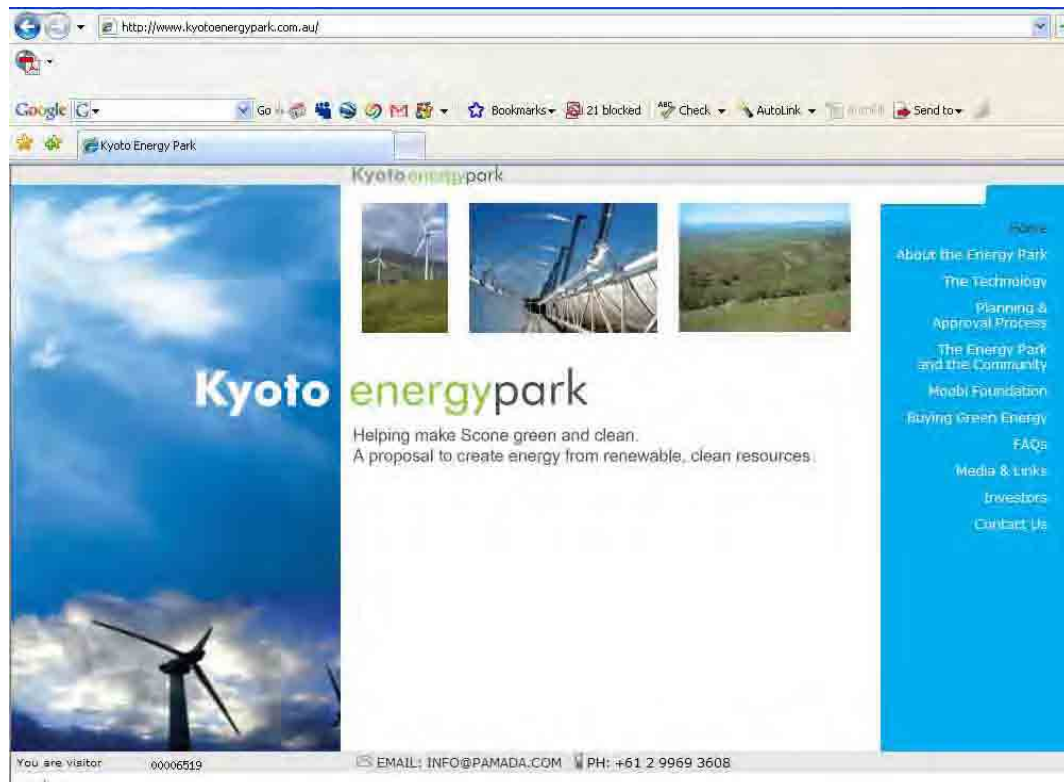 http://www.kyotoenergypark.com.au/
Google G Go Bookmarks 21 blocked ABC Check AutoLink Send to
Kyoto Energy Park
Kyotoenergypark
Home
About the Energy Park
The Technology
Planning &
Approval Process
The Energy Park
and the Community
Moobi Foundation
Buying Green Energy
FAQs
Media & Links
Investors
Contact Us
Kyoto energypark
Helping make Scone green and clean.
A proposal to create energy from renewable, clean resources.
You are visitor 00006519
EMAIL: INFO@PAMADA.COM PH: +61 2 9969 3608